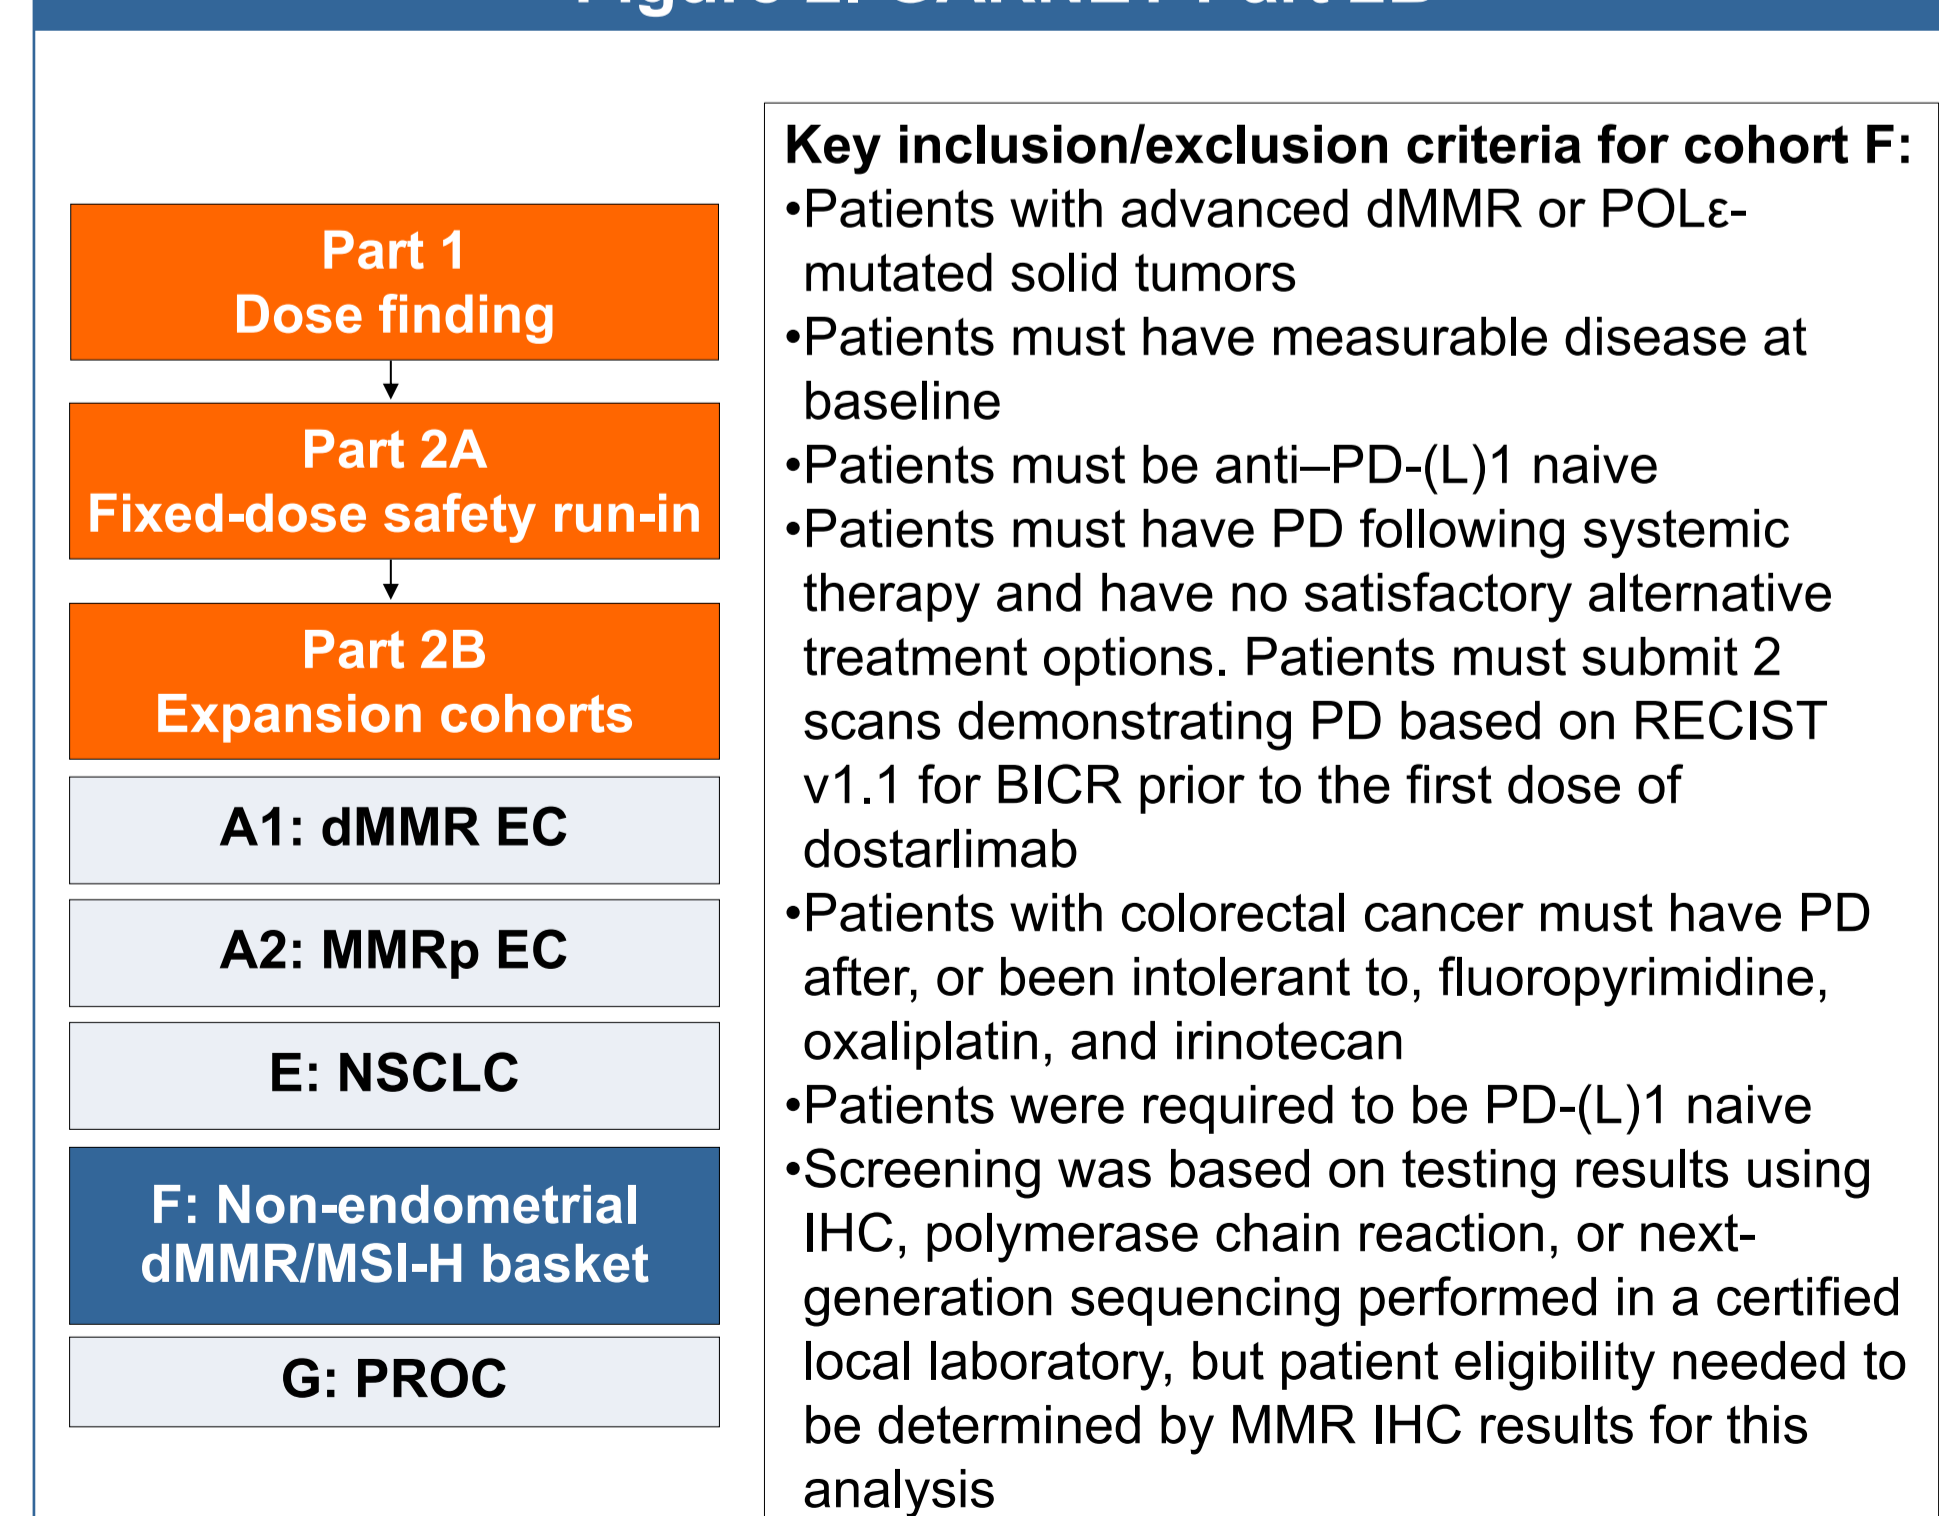 Part 1
Dose finding
Part 2A
Fixed-dose safety run-in
Part 2B
Expansion cohorts
A1: dMMR EC
A2: MMRp EC
E: NSCLC
F: Non-endometrial
dMMR/MSI-H basket
G: PROC
Key inclusion/exclusion criteria for cohort F:
•Patients with advanced dMMR or POLε-
mutated solid tumors
•Patients must have measurable disease at
baseline
•Patients must be anti–PD-(L)1 naive
•Patients must have PD following systemic
therapy and have no satisfactory alternative
treatment options. Patients must submit 2
scans demonstrating PD based on RECIST
v1.1 for BICR prior to the first dose of
dostarlimab
•Patients with colorectal cancer must have PD
after, or been intolerant to, fluoropyrimidine,
oxaliplatin, and irinotecan
•Patients were required to be PD-(L)1 naive
•Screening was based on testing results using
IHC, polymerase chain reaction, or next-
generation sequencing performed in a certified
local laboratory, but patient eligibility needed to
be determined by MMR IHC results for this
analysis